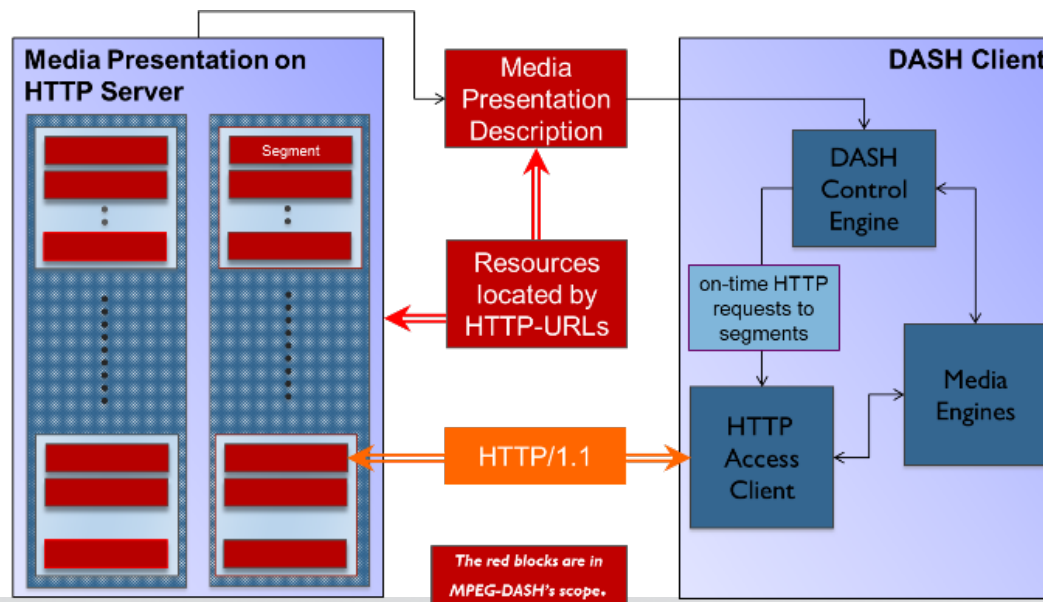 Media Presentation on
HTTP Server
Segment
Media
Presentation
Description
Resources
located by
HTTP-URLs
HTTP/1.1
The red blocks are in
MPEG-DASH's scope.
DASH Client
DASH
Control
Engine
on-time HTTP
requests to
segments
Media
Engines
HTTP
Access
Client